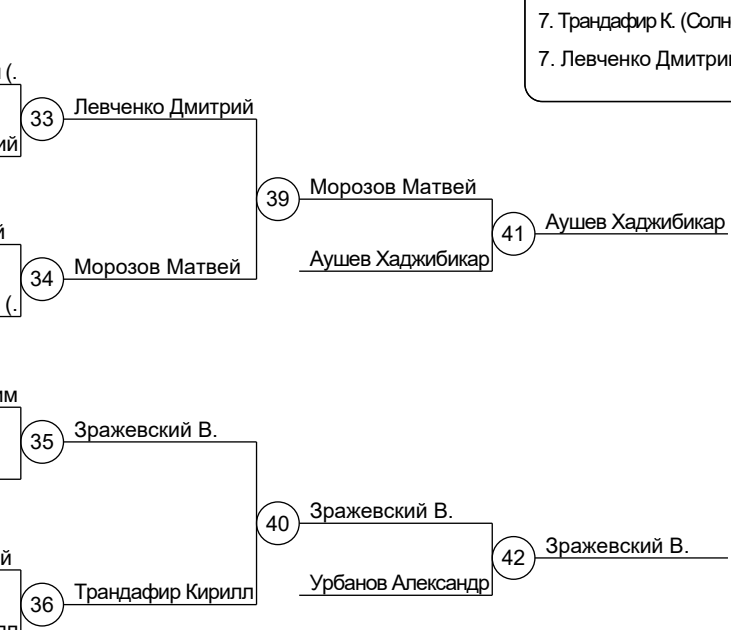 7. Трандафир К. (Солн
7. Левченко Дмитрий
(.
33
Левченко Дмитрий
39
Морозов Матвей
41
Аушев Хаджибикар
Аушев Хаджибикар
34
Морозов Матвей
(.
35
Зражевский В.
40
Зражевский В.
42
Зражевский В.
Урбанов Александр
36
Трандафир Кирилл